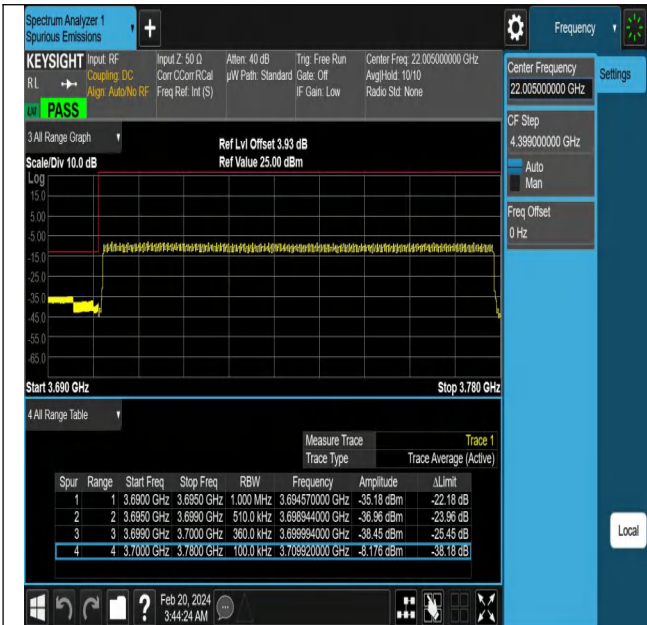 Spectrum Analyzer 1
Spurious Emissions
+
Frequency
KEYSIGHT
RL
Input: RF
Coupling: DC
Align: Auto/No RF
Input Z: 50 Ω
Corr CCorr RCal
Freq Ref: Int (S)
Atten: 40 dB
µW Path: Standard
Trig: Free Run
Gate: Off
IF Gain: Low
Center Freq: 22.005000000 GHz
Avg|Hold: 10/10
Radio Std: None
PASS
Center Frequency
22.005000000 GHz
Settings
CF Step
4.399000000 GHz
Auto
Man
Freq Offset
0 Hz
3 All Range Graph
Scale/Div 10.0 dB
Ref Lvl Offset 3.93 dB
Ref Value 25.00 dBm
Log
15.0
5.00
-5.00
-15.0
-25.0
-35.0
-45.0
-55.0
-65.0
Start 3.690 GHz
Stop 3.780 GHz
4 All Range Table
Measure Trace Trace 1
Trace Type Trace Average (Active)
Spur Range Start Freq Stop Freq RBW Frequency Amplitude ΔLimit
1 1 3.6900 GHz 3.6950 GHz 1.000 MHz 3.694570000 GHz -35.18 dBm -22.18 dB
2 2 3.6950 GHz 3.6990 GHz 510.0 kHz 3.698944000 GHz -36.96 dBm -23.96 dB
3 3 3.6990 GHz 3.7000 GHz 360.0 kHz 3.699994000 GHz -38.45 dBm -25.45 dB
4 4 3.7000 GHz 3.7800 GHz 100.0 kHz 3.709920000 GHz -8.176 dBm -38.18 dB
Local
?
Feb 20, 2024
3:44:24 AM